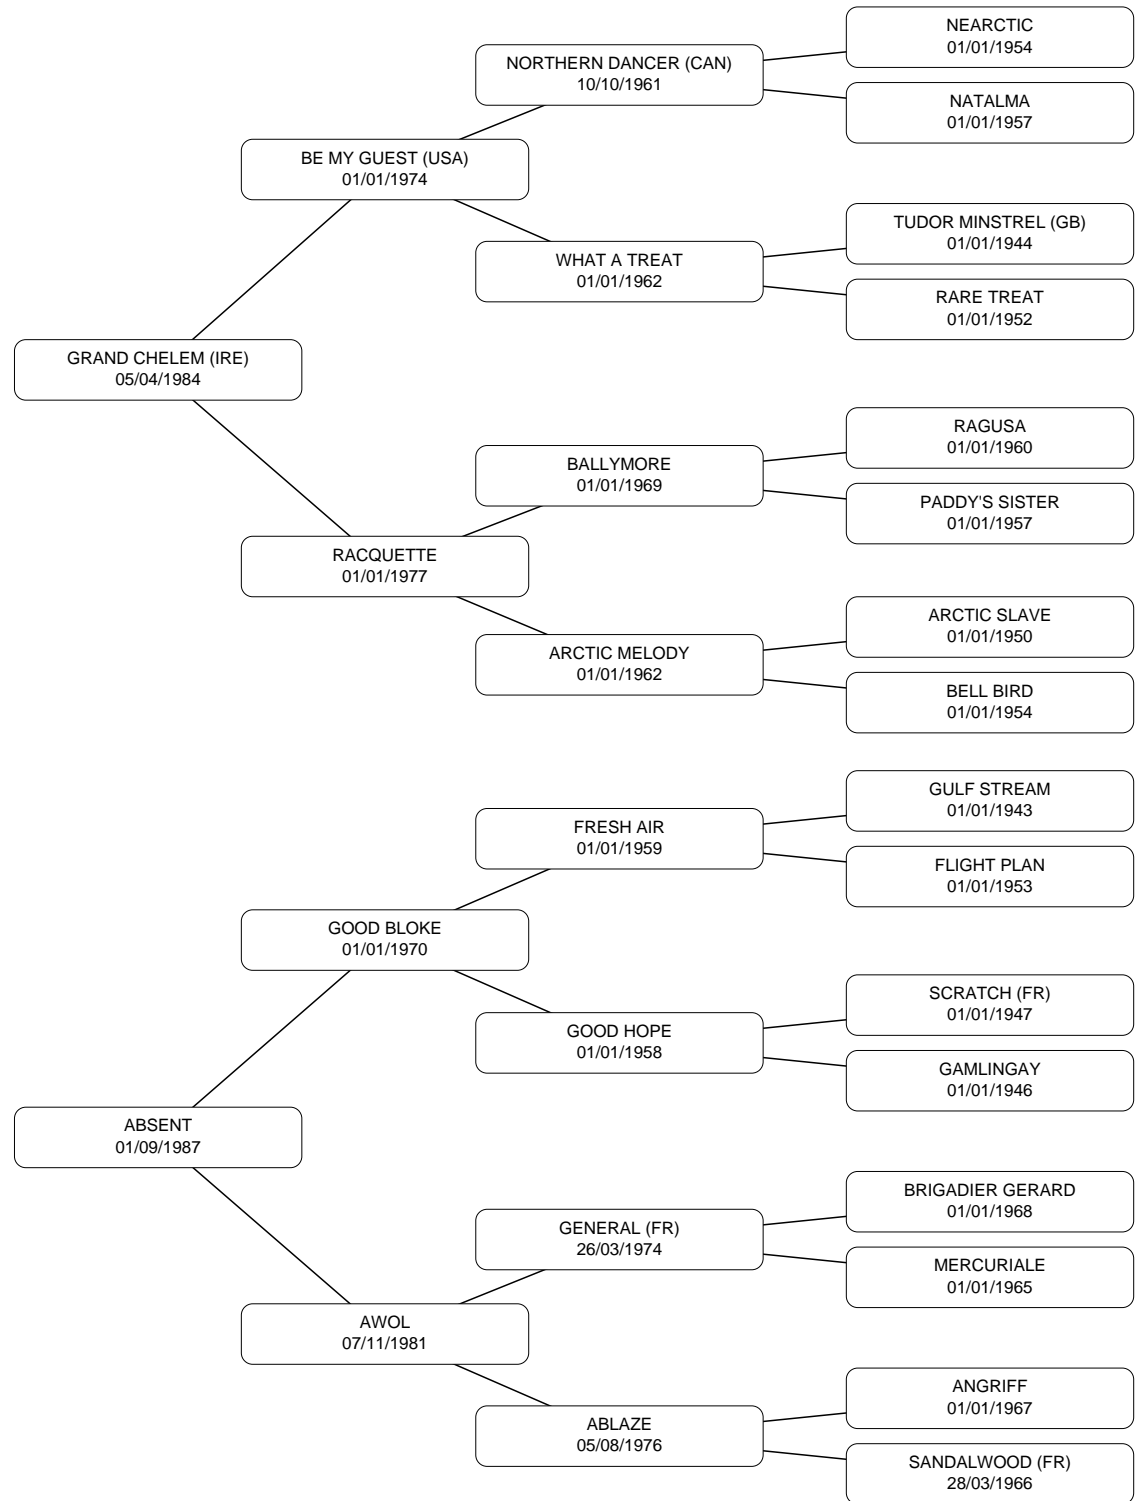 NEARCTIC
01/01/1954
NORTHERN DANCER (CAN)
10/10/1961
NATALMA
01/01/1957
BE MY GUEST (USA)
01/01/1974
TUDOR MINSTREL (GB)
01/01/1944
WHAT A TREAT
01/01/1962
RARE TREAT
01/01/1952
GRAND CHELEM (IRE)
05/04/1984
RAGUSA
01/01/1960
BALLYMORE
01/01/1969
PADDY'S SISTER
01/01/1957
RACQUETTE
01/01/1977
ARCTIC SLAVE
01/01/1950
ARCTIC MELODY
01/01/1962
BELL BIRD
01/01/1954
GULF STREAM
01/01/1943
FRESH AIR
01/01/1959
FLIGHT PLAN
01/01/1953
GOOD BLOKE
01/01/1970
SCRATCH (FR)
01/01/1947
GOOD HOPE
01/01/1958
GAMLINGAY
01/01/1946
ABSENT
01/09/1987
BRIGADIER GERARD
01/01/1968
GENERAL (FR)
26/03/1974
MERCURIALE
01/01/1965
AWOL
07/11/1981
ANGRIFF
01/01/1967
ABLAZE
05/08/1976
SANDALWOOD (FR)
28/03/1966